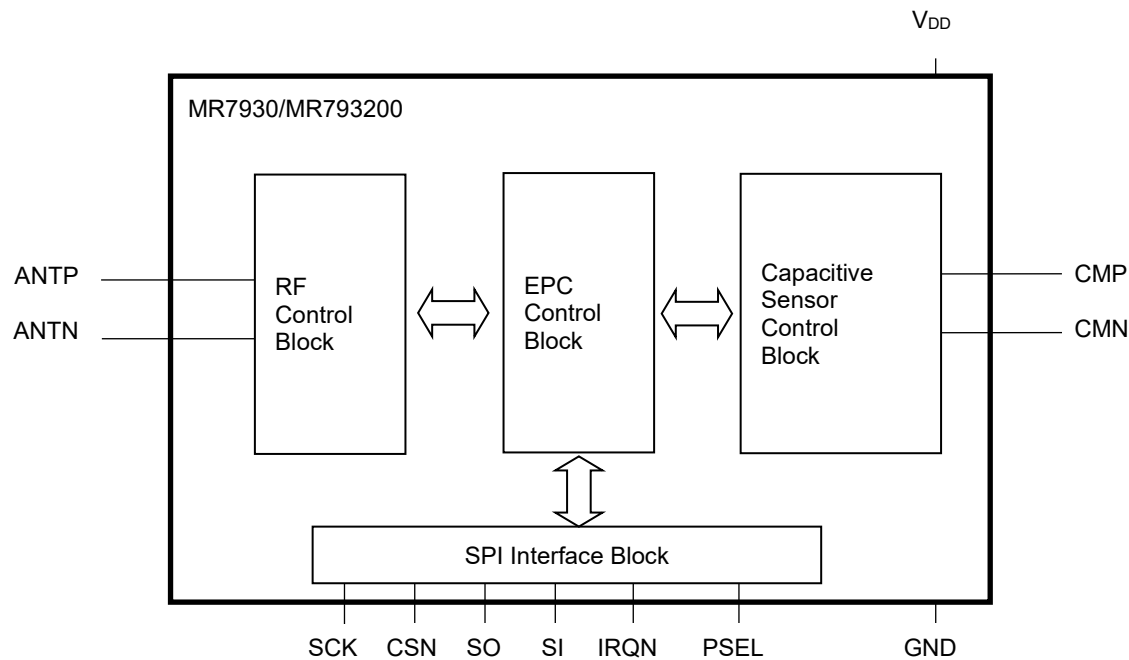 VDD
MR7930/MR793200
ANTP
ANTN
RF
Control
Block
EPC
Control
Block
Capacitive
Sensor
Control
Block
CMP
CMN
SPI Interface Block
SCK
CSN
SO
SI
IRQN
PSEL
GND